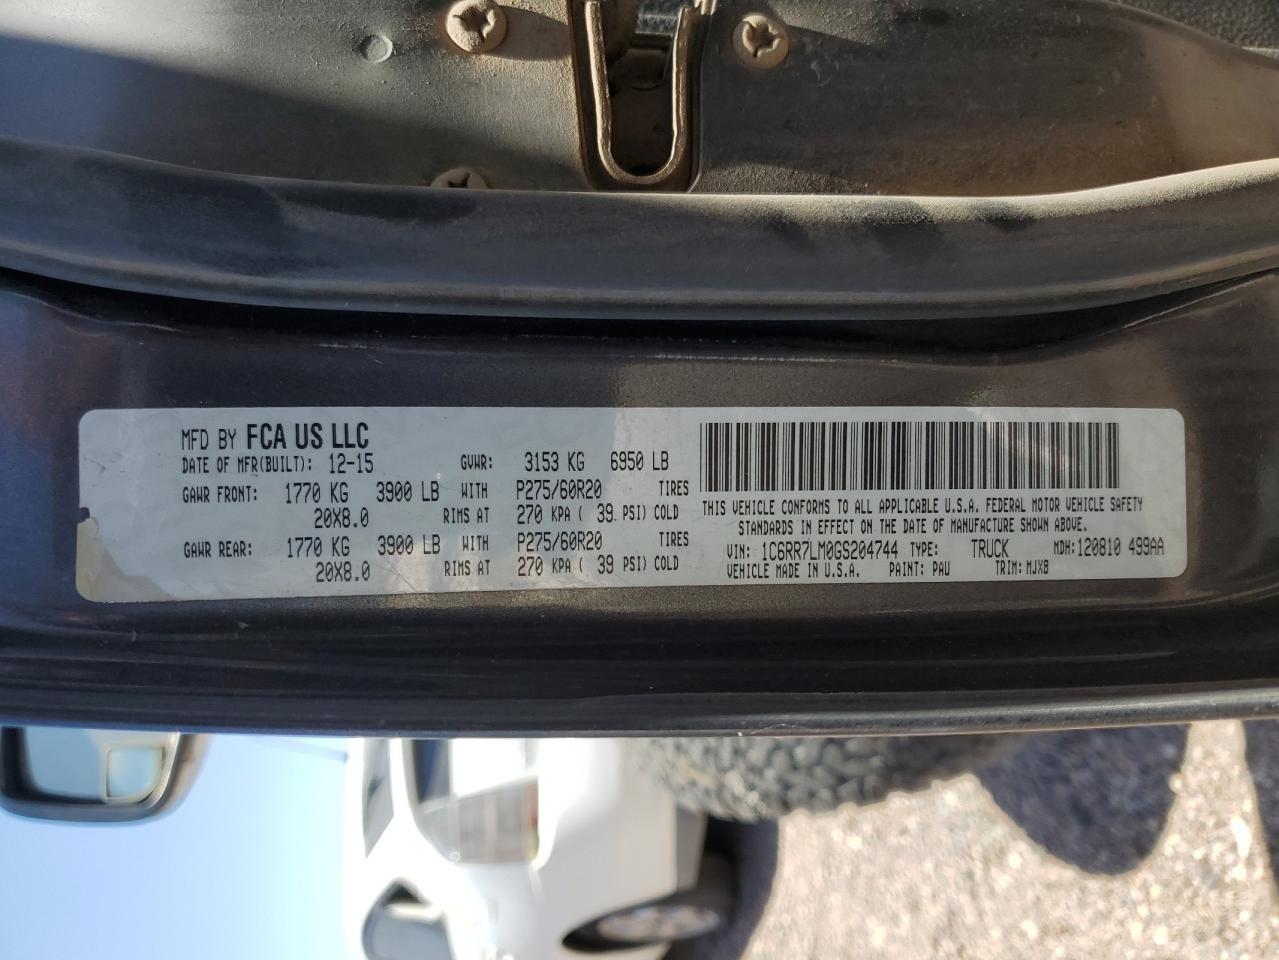 MFD BY FCA US LLC
DATE OF MFR(BUILT): 12-15 GVWR: 3153 KG 6950 LB
GAWR FRONT: 1770 KG 3900 LB WITH P275/60R20 TIRES
20X8.0 RIMS AT 270 KPA ( 39 PSI) COLD
GAWR REAR: 1770 KG 3900 LB WITH P275/60R20 TIRES
20X8.0 RIMS AT 270 KPA ( 39 PSI) COLD
THIS VEHICLE CONFORMS TO ALL APPLICABLE U.S.A. FEDERAL MOTOR VEHICLE SAFETY
STANDARDS IN EFFECT ON THE DATE OF MANUFACTURE SHOWN ABOVE.
VIN: 1C6RR7LM0GS204744 TYPE: TRUCK MDH: 120810 499AA
VEHICLE MADE IN U.S.A. PAINT: PAU TRIM: MJX8